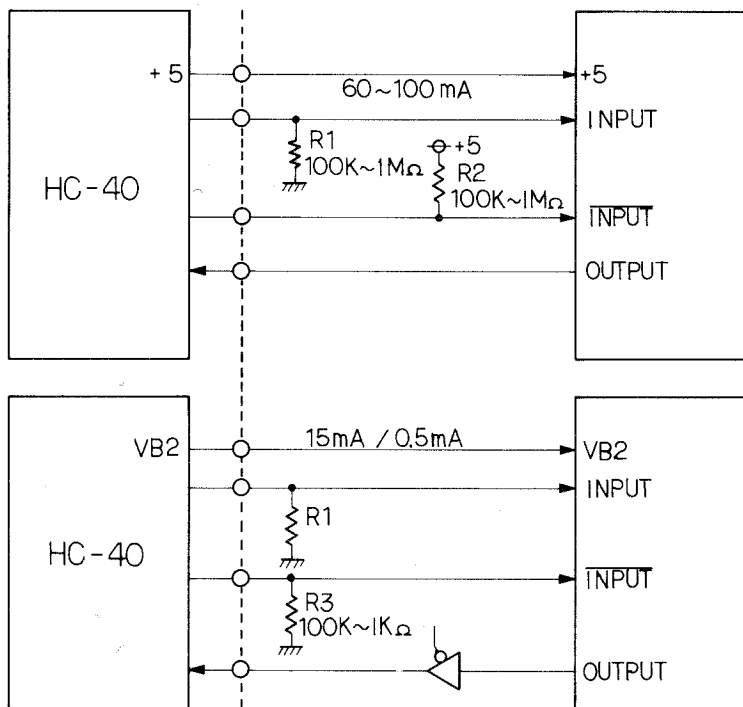 +5
+5
60~100mA
INPUT
R1
100K~1MΩ
+5
R2
100K~1MΩ
HC-40
INPUT
OUTPUT
VB2
15mA / 0.5mA
VB2
INPUT
R1
HC-40
INPUT
R3
100K~1KΩ
OUTPUT